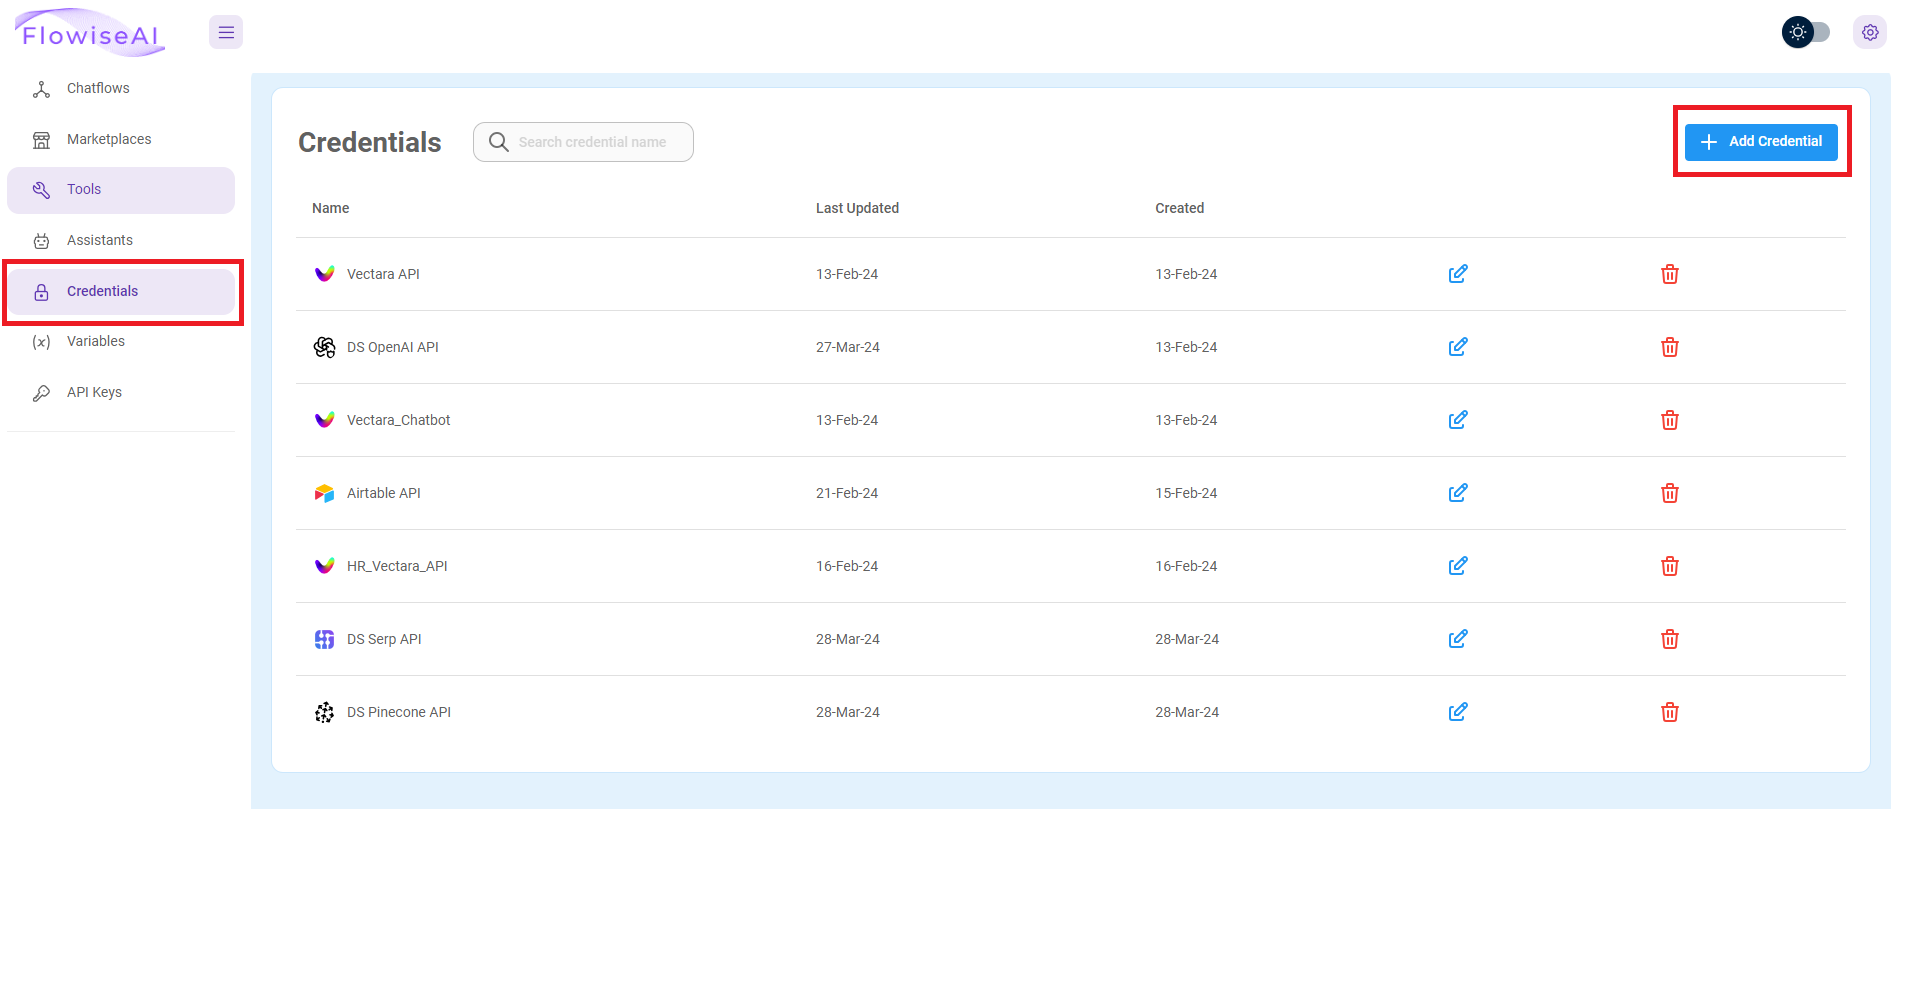 FlowiseAI
Chatflows
Marketplaces
Tools
Assistants
Credentials
Variables
API Keys
Credentials
Search credential name
Add Credential
Name Last Updated Created
Vectara API 13-Feb-24 13-Feb-24
DS OpenAI API 27-Mar-24 13-Feb-24
Vectara_Chatbot 13-Feb-24 13-Feb-24
Airtable API 21-Feb-24 15-Feb-24
HR_Vectara_API 16-Feb-24 16-Feb-24
DS Serp API 28-Mar-24 28-Mar-24
DS Pinecone API 28-Mar-24 28-Mar-24